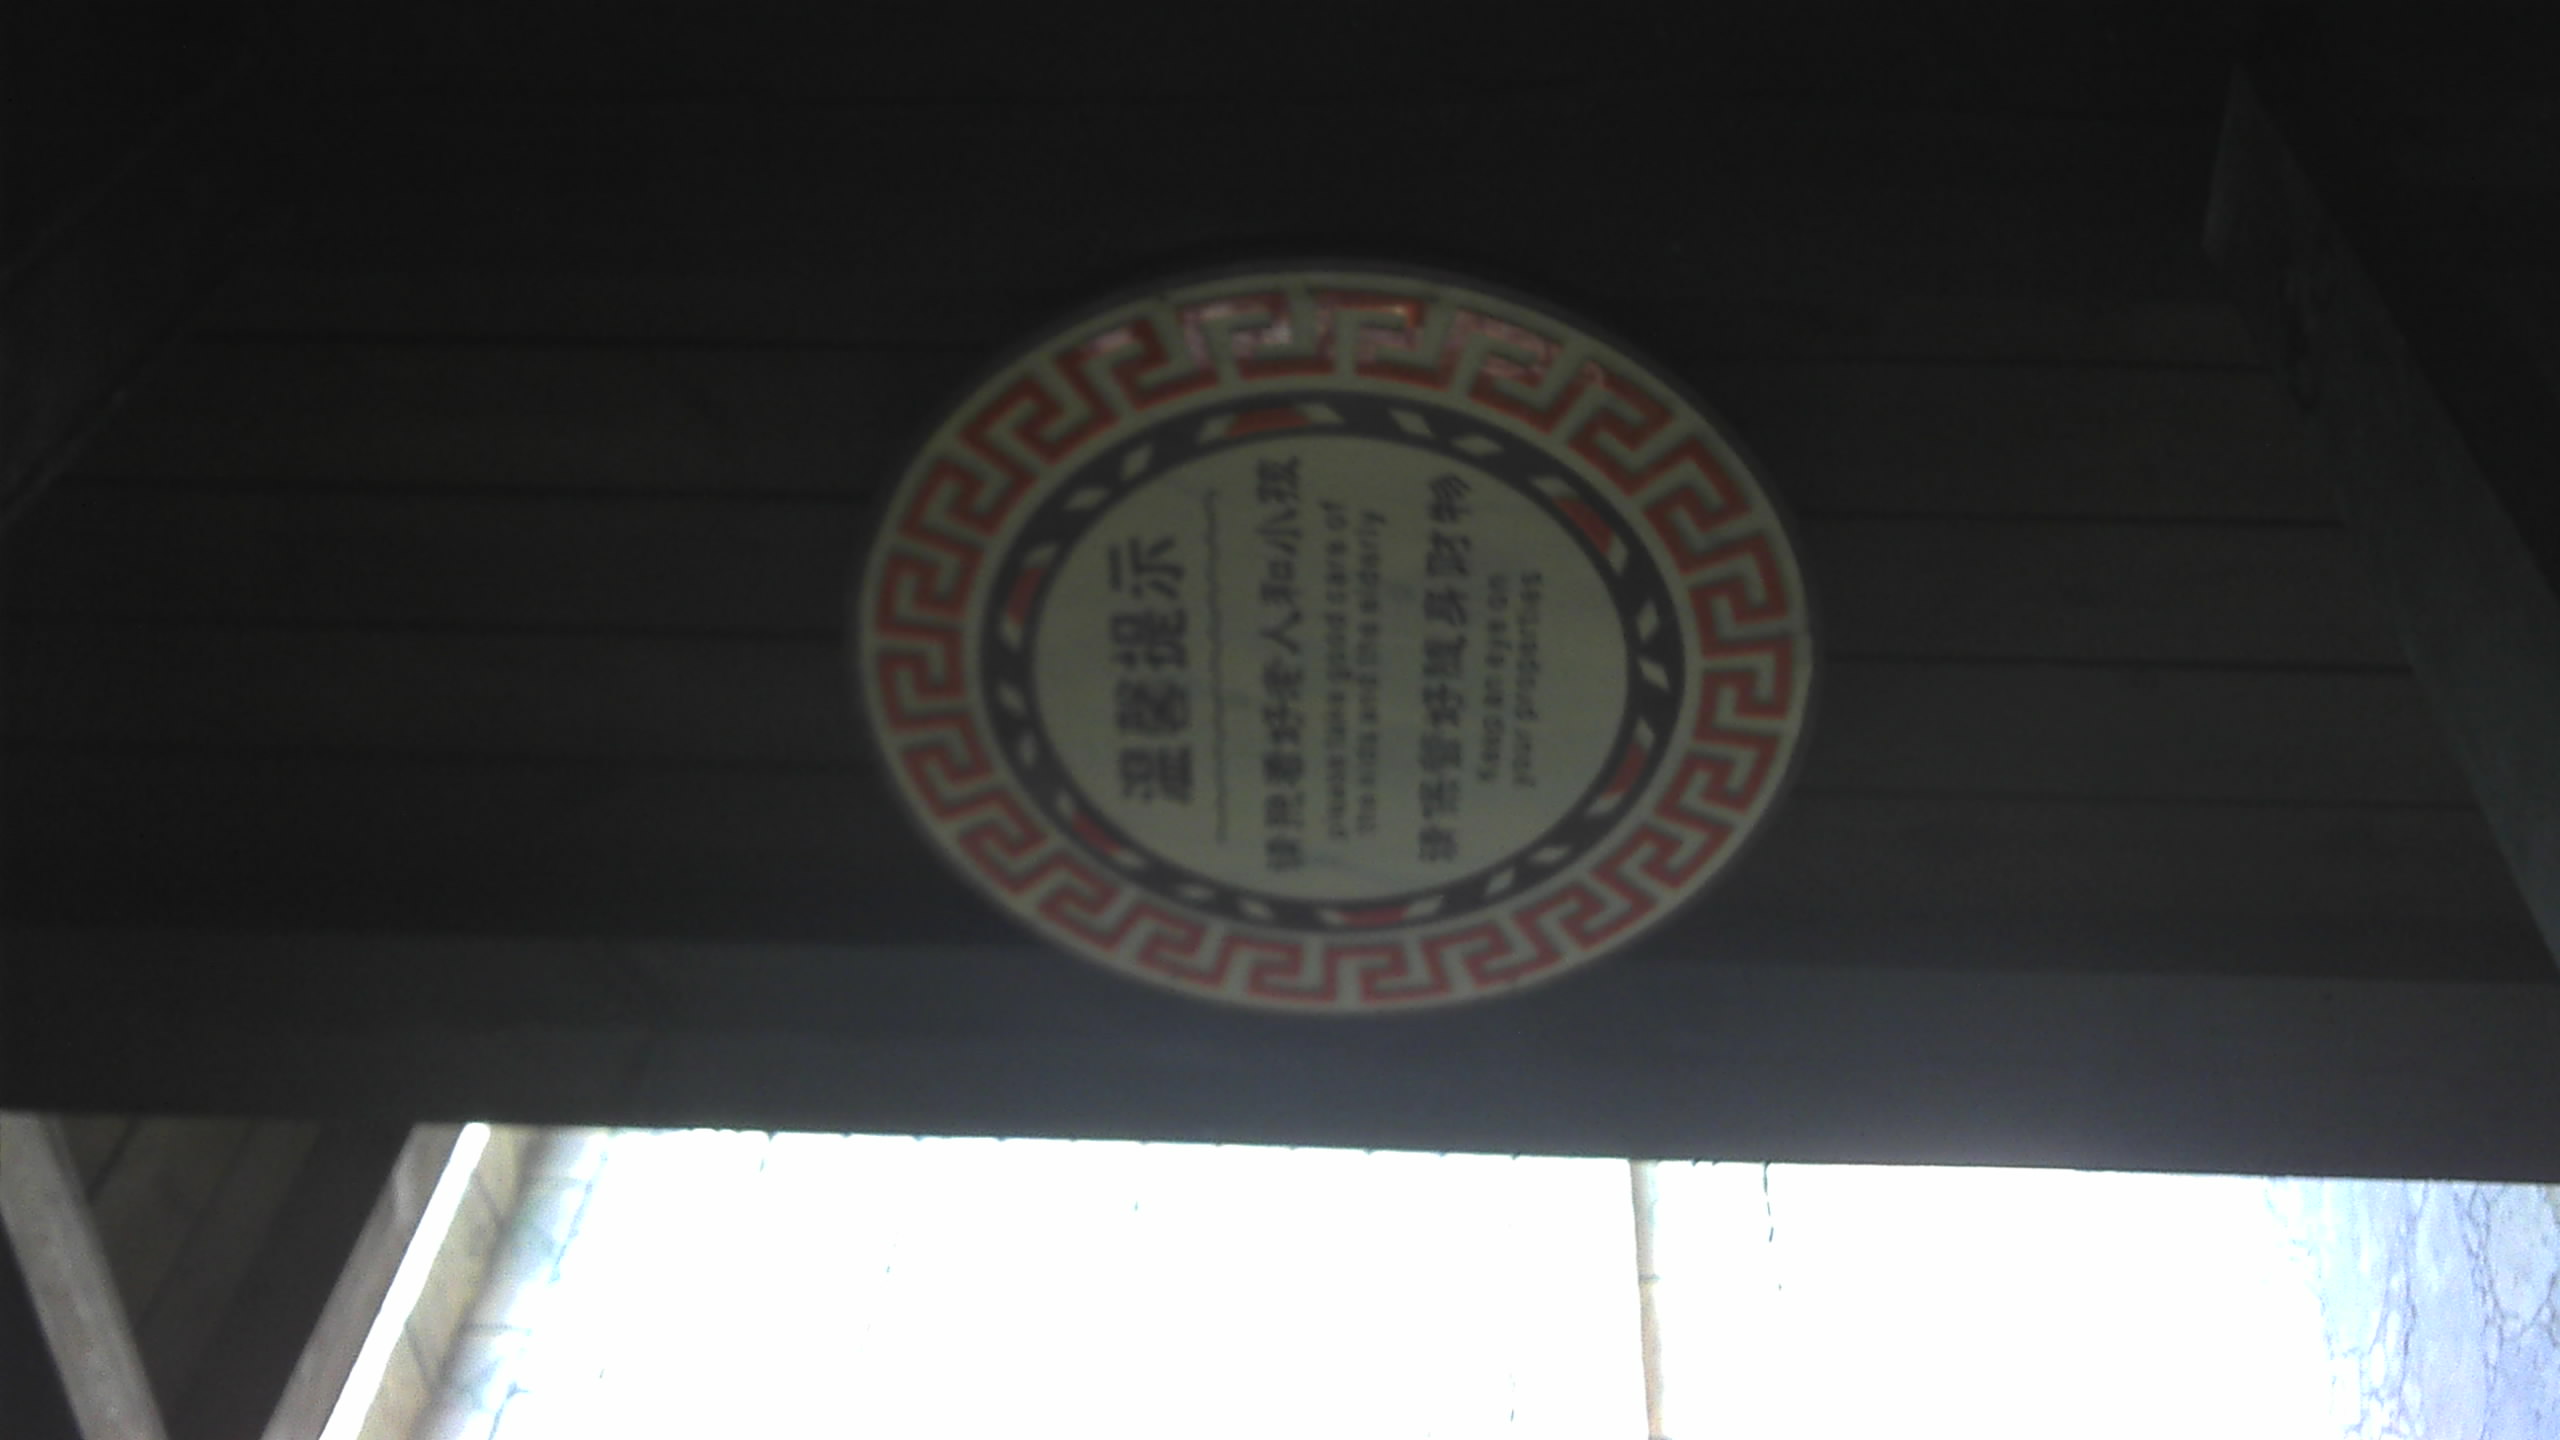 温馨提示
请照看好老人和小孩
please take good care of
the kids and the elderly
请保管好随身财物
Keep an eye on
your properties